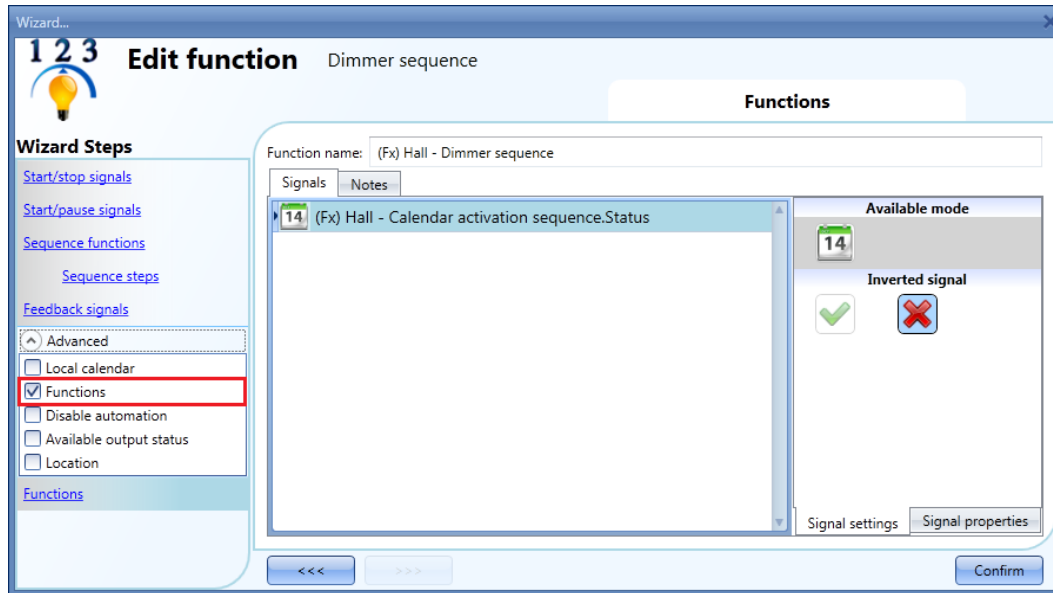 Wizard...
1 2 3
Edit function Dimmer sequence
Functions
Wizard Steps
Start/stop signals
Start/pause signals
Sequence functions
Sequence steps
Feedback signals
Advanced
Local calendar
Functions
Disable automation
Available output status
Location
Functions
Function name: (Fx) Hall - Dimmer sequence
Signals Notes
14 (Fx) Hall - Calendar activation sequence.Status
Available mode
14
Inverted signal
Signal settings Signal properties
<<< >>> Confirm